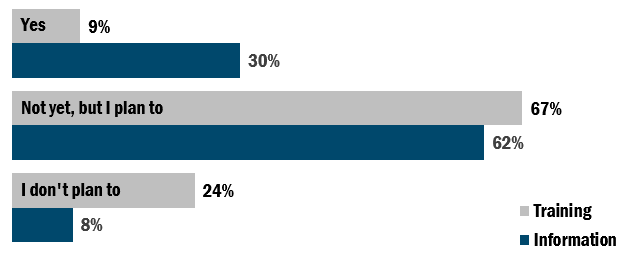 Yes
9%
30%
Not yet, but I plan to
67%
62%
I don't plan to
24%
8%
Training
Information